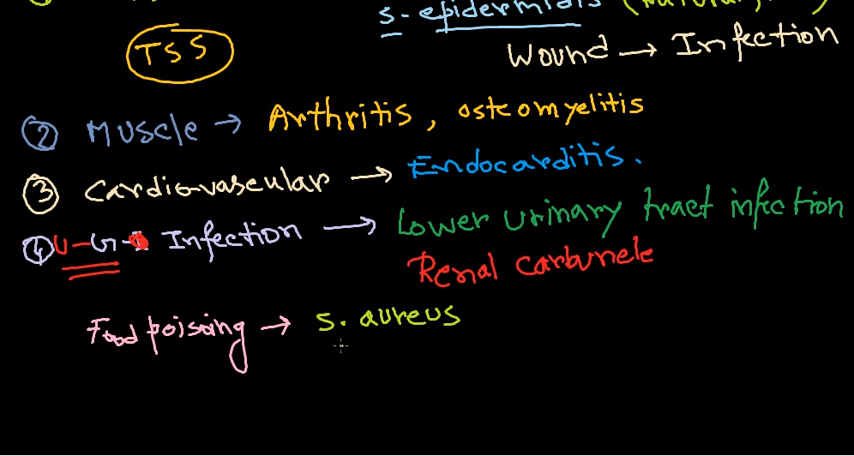 s-epidermidis
TSS
Wound → Infection
② Muscle → Arthritis, osteomyelitis
③ Cardiovascular → Endocarditis.
④ U-G- Infection → Lower urinary tract infection
Renal carbuncle
Food poisoing → s. aureus